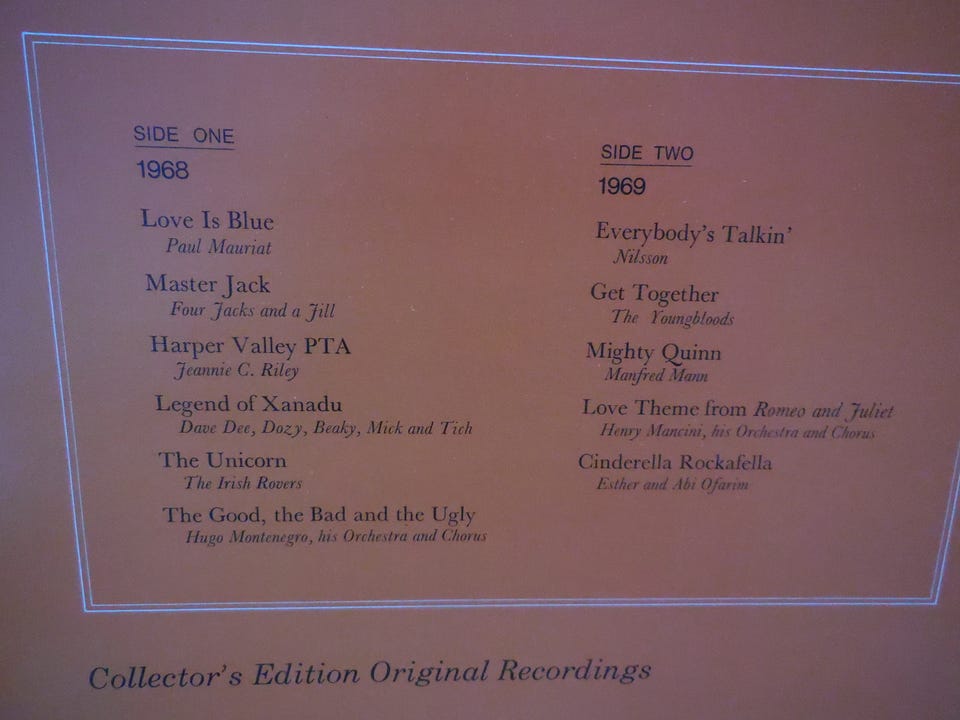 SIDE ONE
1968
Love Is Blue
Paul Mauriat
Master Jack
Four Jacks and a Jill
Harper Valley PTA
Jeannie C. Riley
Legend of Xanadu
Dave Dee, Dozy, Beaky, Mick and Tich
The Unicorn
The Irish Rovers
The Good, the Bad and the Ugly
Hugo Montenegro, his Orchestra and Chorus
SIDE TWO
1969
Everybody's Talkin'
Nilsson
Get Together
The Youngbloods
Mighty Quinn
Manfred Mann
Love Theme from Romeo and Juliet
Henry Mancini, his Orchestra and Chorus
Cinderella Rockafella
Esther and Abi Ofarim
Collector's Edition Original Recordings